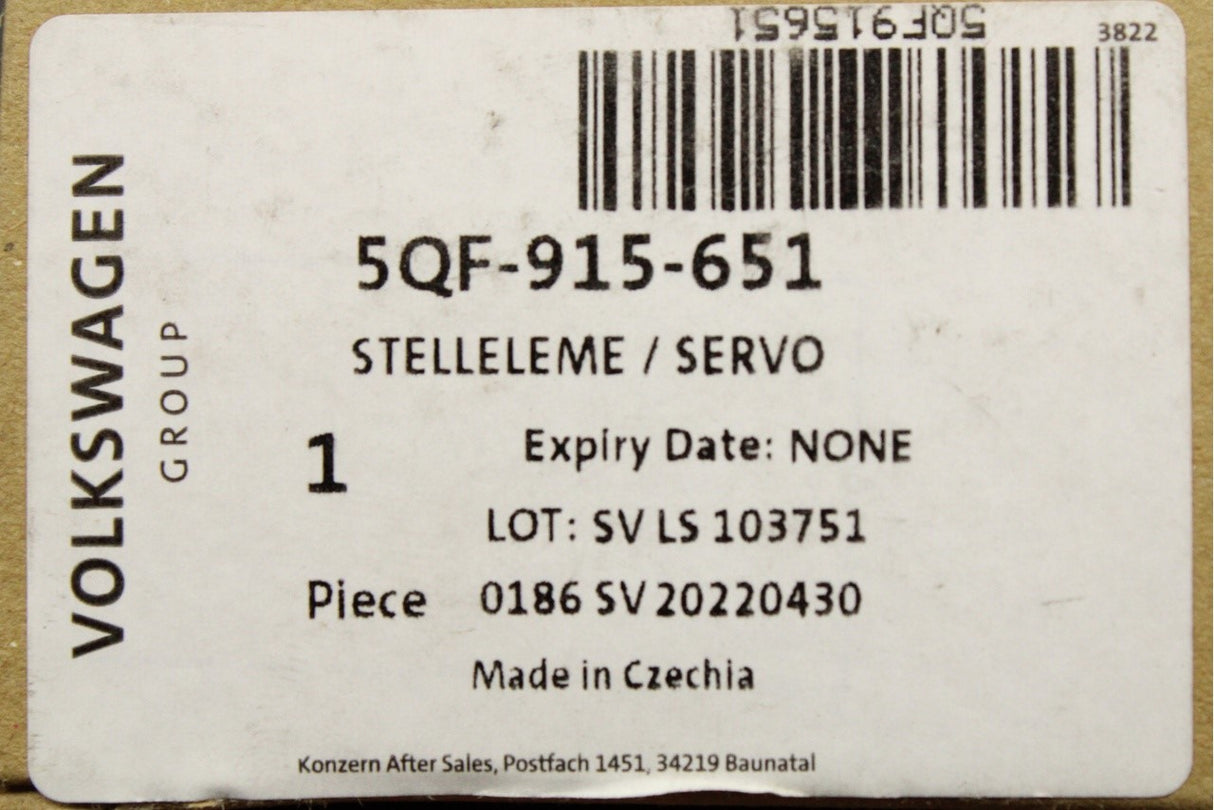 5QF915651
3822
5QF-915-651
STELLELEME / SERVO
VOLKSWAGEN
GROUP
1
Expiry Date: NONE
LOT: SV LS 103751
Piece 0186 SV 20220430
Made in Czechia
Konzern After Sales, Postfach 1451, 34219 Baunatal